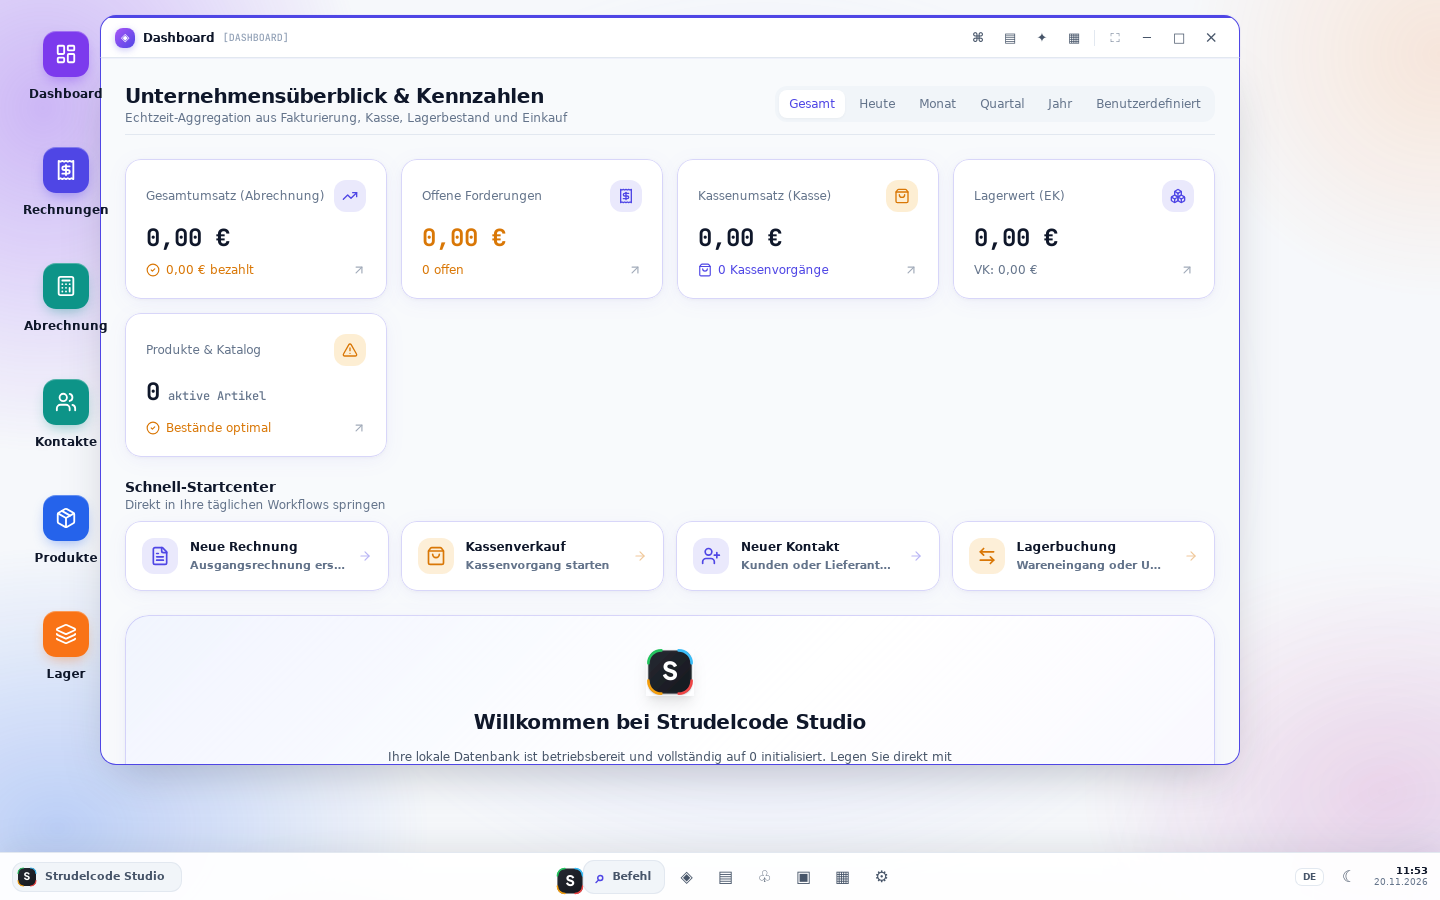 Dashboard
Rechnungen
Abrechnung
Kontakte
Produkte
Lager
Dashboard [DASHBOARD]
Unternehmensüberblick & Kennzahlen
Echtzeit-Aggregation aus Fakturierung, Kasse, Lagerbestand und Einkauf
Gesamt Heute Monat Quartal Jahr Benutzerdefiniert
Gesamtumsatz (Abrechnung)
0,00 €
0,00 € bezahlt
Offene Forderungen
0,00 €
0 offen
Kassenumsatz (Kasse)
0,00 €
0 Kassenvorgänge
Lagerwert (EK)
0,00 €
VK: 0,00 €
Produkte & Katalog
0 aktive Artikel
Bestände optimal
Schnell-Startcenter
Direkt in Ihre täglichen Workflows springen
Neue Rechnung
Ausgangsrechnung ers...
Kassenverkauf
Kassenvorgang starten
Neuer Kontakt
Kunden oder Lieferant...
Lagerbuchung
Wareneingang oder U...
S
Willkommen bei Strudelcode Studio
Ihre lokale Datenbank ist betriebsbereit und vollständig auf 0 initialisiert. Legen Sie direkt mit
S Strudelcode Studio
S Befehl
DE
11:53
20.11.2026